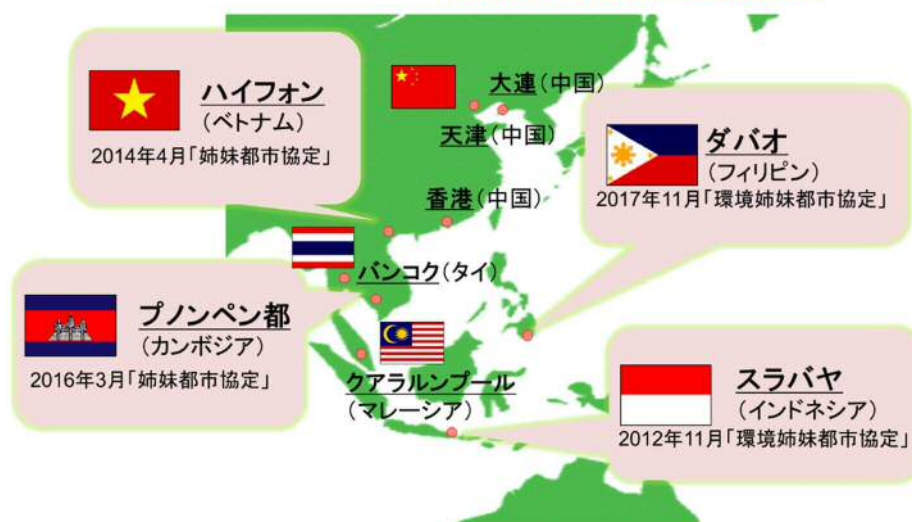 ハイフォン
(ベトナム)
2014年4月「姉妹都市協定」
大連(中国)
天津(中国)
香港(中国)
ダバオ
(フィリピン)
2017年11月「環境姉妹都市協定」
バンコク(タイ)
プノンペン都
(カンボジア)
2016年3月「姉妹都市協定」
クアラルンプール
(マレーシア)
スラバヤ
(インドネシア)
2012年11月「環境姉妹都市協定」